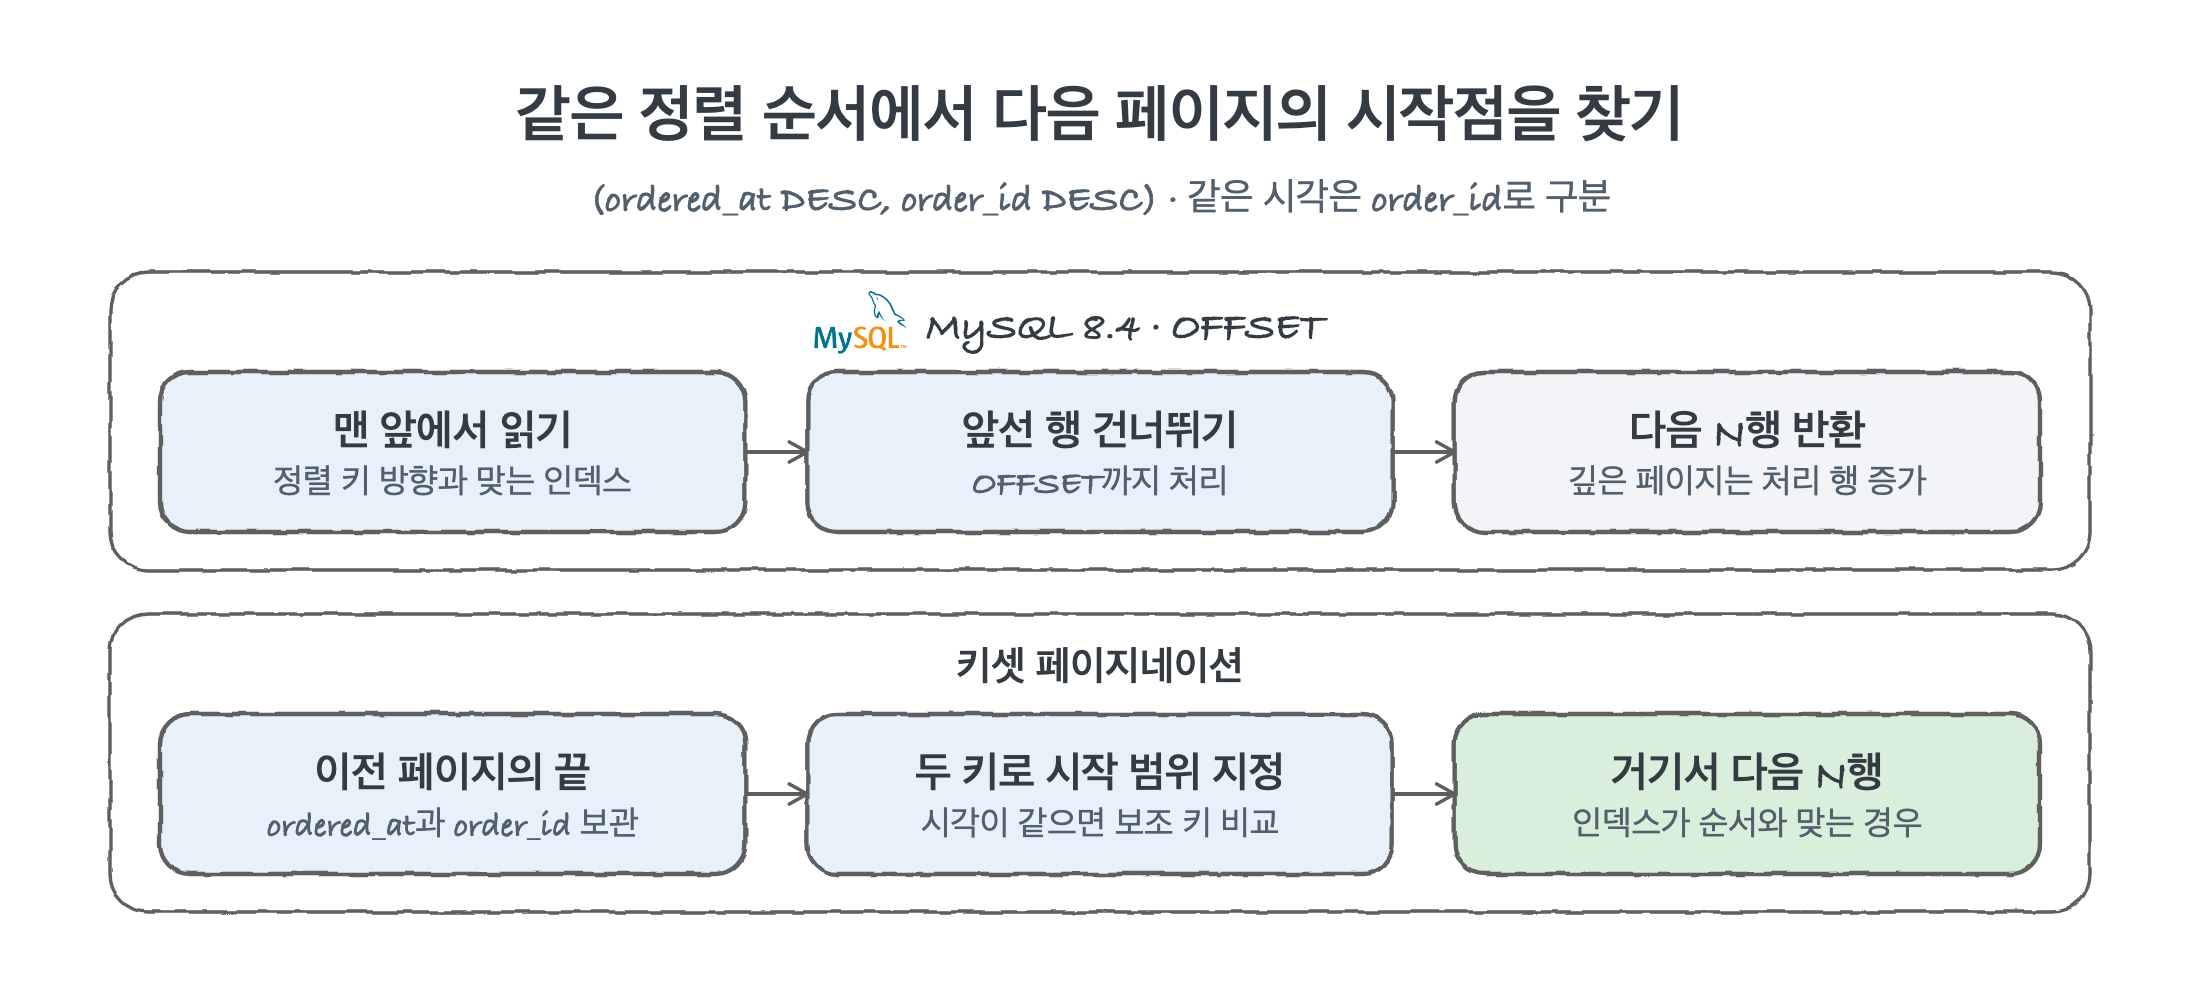 같은 정렬 순서에서 다음 페이지의 시작점을 찾기
(ordered_at DESC, order_id DESC) · 같은 시각은 order_id로 구분
MySQL™ MySQL 8.4 · OFFSET
맨 앞에서 읽기
정렬 키 방향과 맞는 인덱스
앞선 행 건너뛰기
OFFSET까지 처리
다음 N행 반환
깊은 페이지는 처리 행 증가
키셋 페이지네이션
이전 페이지의 끝
ordered_at과 order_id 보관
두 키로 시작 범위 지정
시각이 같으면 보조 키 비교
거기서 다음 N행
인덱스가 순서와 맞는 경우